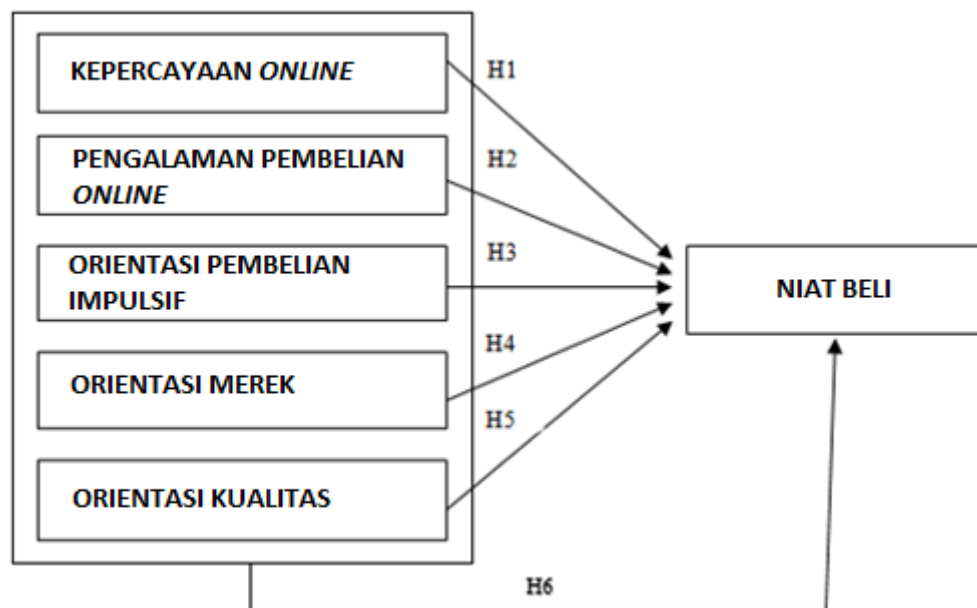 KEPERCAYAAN ONLINE
H1
PENGALAMAN PEMBELIAN
ONLINE
H2
ORIENTASI PEMBELIAN
IMPULSIF
H3
NIAT BELI
ORIENTASI MEREK
H4
H5
ORIENTASI KUALITAS
H6